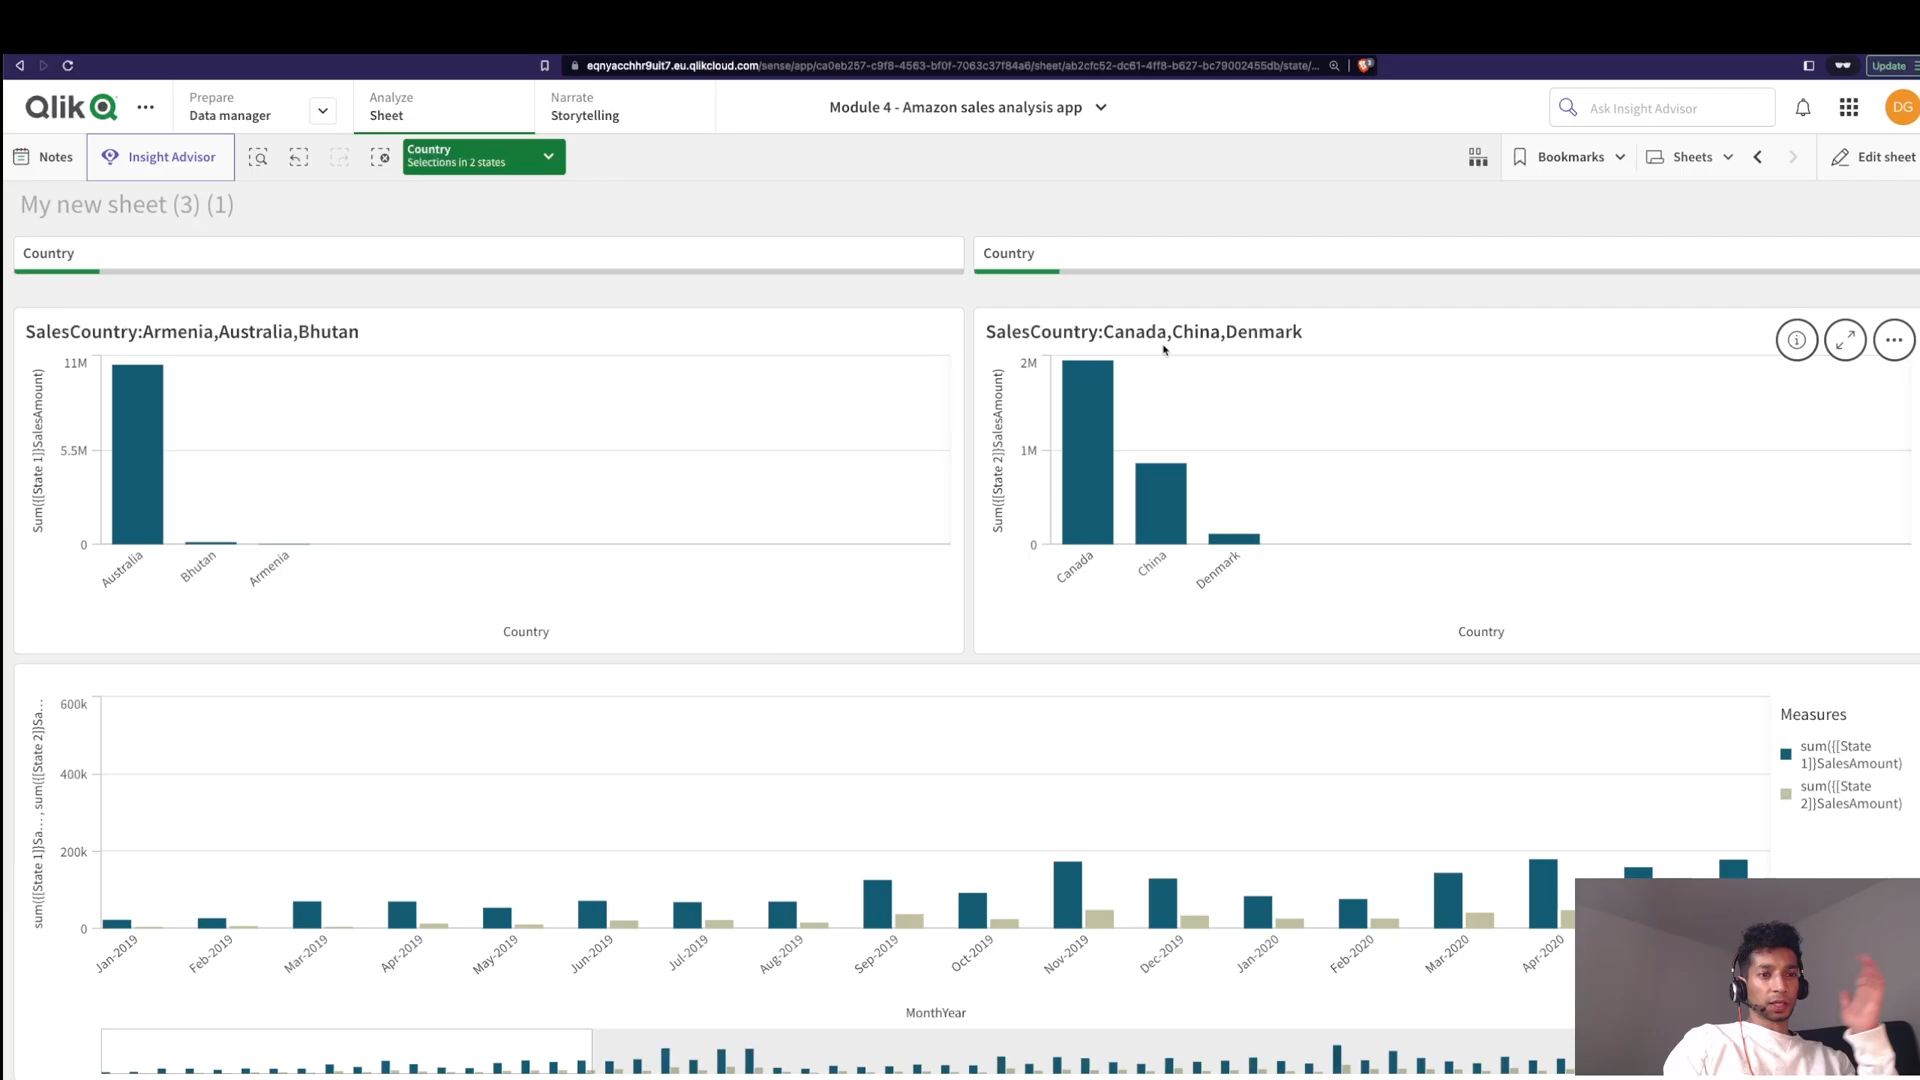 eqnyacchhr9ult7.eu.qlikcloud.com/sense/app/ca0eb257-c9f8-4563-bf0f-7063c37f84a6/sheet/ab2cfc52-dc61-4ff8-b627-bc79002455db/state/...
Update
Qlik
Prepare
Data manager
Analyze
Sheet
Narrate
Storytelling
Module 4 - Amazon sales analysis app
Ask Insight Advisor
DG
Notes
Insight Advisor
Country
Selections in 2 states
Bookmarks
Sheets
Edit sheet
My new sheet (3) (1)
Country
Country
SalesCountry:Armenia,Australia,Bhutan
Sum({[State 1]}SalesAmount)
11M
5.5M
0
Australia
Bhutan
Armenia
Country
SalesCountry:Canada,China,Denmark
Sum({[State 2]}SalesAmount)
2M
1M
0
Canada
China
Denmark
Country
sum({[State 1]}Sa..., sum({[State 2]}Sa...
600k
400k
200k
0
Jan-2019
Feb-2019
Mar-2019
Apr-2019
May-2019
Jun-2019
Jul-2019
Aug-2019
Sep-2019
Oct-2019
Nov-2019
Dec-2019
Jan-2020
Feb-2020
Mar-2020
Apr-2020
MonthYear
Measures
sum({[State
1]}SalesAmount)
sum({[State
2]}SalesAmount)